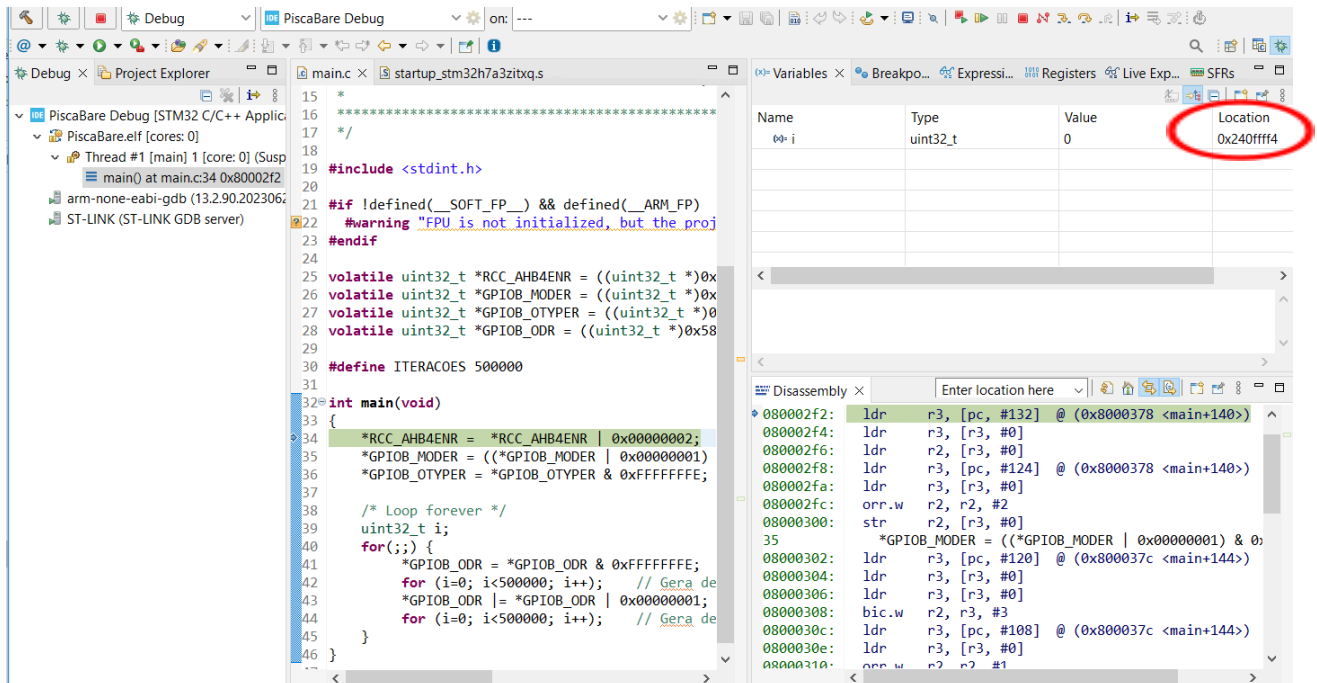 Debug PiscaBare Debug on: ---
Debug Project Explorer
PiscaBare Debug [STM32 C/C++ Applic
PiscaBare.elf [cores: 0]
Thread #1 [main] 1 [core: 0] (Susp
main() at main.c:34 0x80002f2
arm-none-eabi-gdb (13.2.90.2023062
ST-LINK (ST-LINK GDB server)
main.c startup_stm32h7a3zitxq.s
15 *
16 ************************************************
17 */
18
19 #include <stdint.h>
20
21 #if !defined(__SOFT_FP__) && defined(__ARM_FP)
22 #warning "FPU is not initialized, but the proj
23 #endif
24
25 volatile uint32_t *RCC_AHB4ENR = ((uint32_t *)0x
26 volatile uint32_t *GPIOB_MODER = ((uint32_t *)0x
27 volatile uint32_t *GPIOB_OTYPER = ((uint32_t *)0
28 volatile uint32_t *GPIOB_ODR = ((uint32_t *)0x58
29
30 #define ITERACOES 500000
31
32 int main(void)
33 {
34 *RCC_AHB4ENR = *RCC_AHB4ENR | 0x00000002;
35 *GPIOB_MODER = ((*GPIOB_MODER | 0x00000001)
36 *GPIOB_OTYPER = *GPIOB_OTYPER & 0xFFFFFFFE;
37
38 /* Loop forever */
39 uint32_t i;
40 for(;;) {
41 *GPIOB_ODR = *GPIOB_ODR & 0xFFFFFFFE;
42 for (i=0; i<500000; i++); // Gera de
43 *GPIOB_ODR |= *GPIOB_ODR | 0x00000001;
44 for (i=0; i<500000; i++); // Gera de
45 }
46 }
Variables Breakpo... Expressi... Registers Live Exp... SFRs
Name Type Value Location
i uint32_t 0 0x240ffff4
Disassembly Enter location here
080002f2: ldr r3, [pc, #132] @ (0x8000378 <main+140>)
080002f4: ldr r3, [r3, #0]
080002f6: ldr r2, [r3, #0]
080002f8: ldr r3, [pc, #124] @ (0x8000378 <main+140>)
080002fa: ldr r3, [r3, #0]
080002fc: orr.w r2, r2, #2
08000300: str r2, [r3, #0]
35 *GPIOB_MODER = ((*GPIOB_MODER | 0x00000001) & 0x
08000302: ldr r3, [pc, #120] @ (0x800037c <main+144>)
08000304: ldr r3, [r3, #0]
08000306: ldr r3, [r3, #0]
08000308: bic.w r2, r3, #3
0800030c: ldr r3, [pc, #108] @ (0x800037c <main+144>)
0800030e: ldr r3, [r3, #0]
08000310: orr.w r2, r2, #1